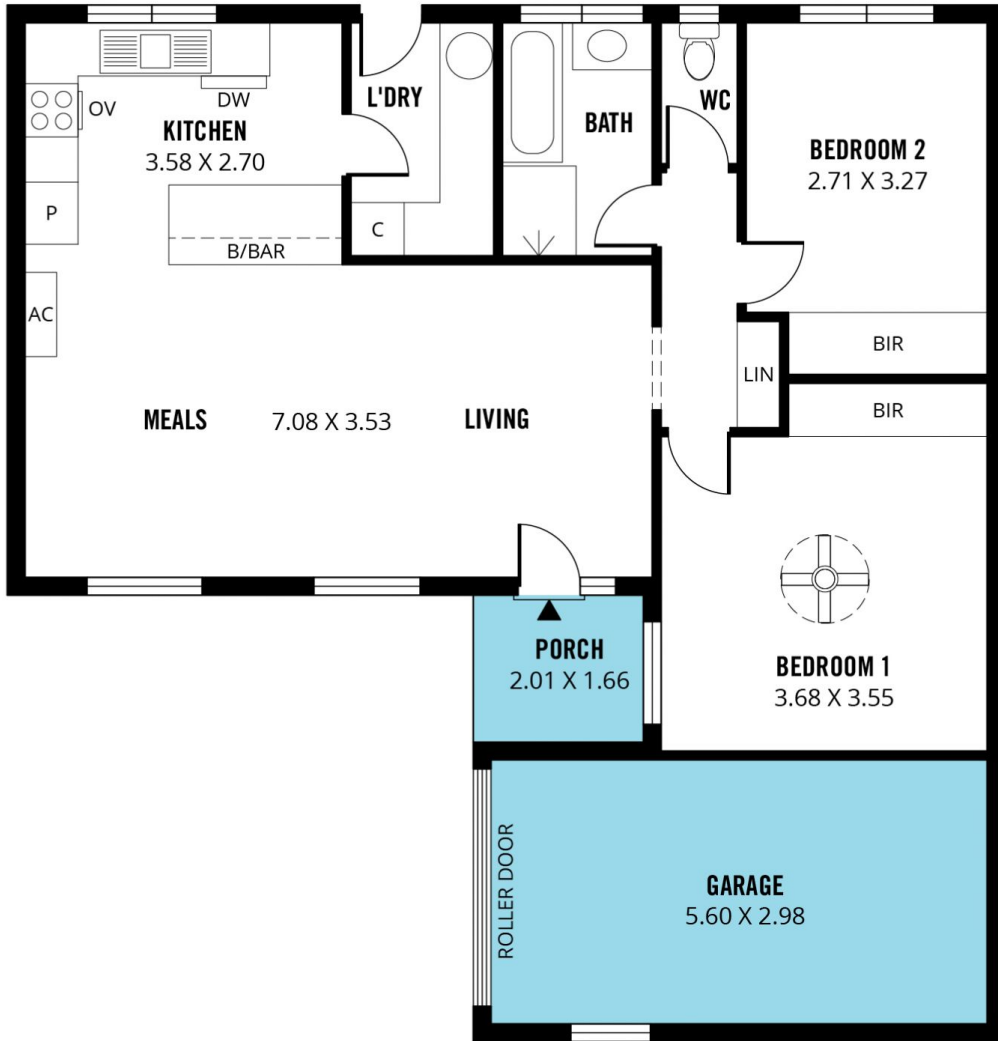 L'DRY
OV
DW
KITCHEN
3.58 X 2.70
P
B/BAR
C
AC
BATH
WC
BEDROOM 2
2.71 X 3.27
BIR
LIN
BIR
MEALS
7.08 X 3.53
LIVING
PORCH
2.01 X 1.66
BEDROOM 1
3.68 X 3.55
ROLLER DOOR
GARAGE
5.60 X 2.98